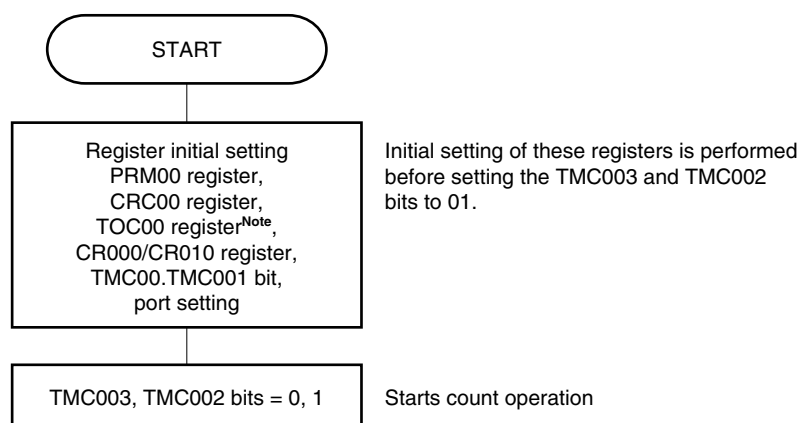 START
Register initial setting
PRM00 register,
CRC00 register,
TOC00 registerNote,
CR000/CR010 register,
TMC00.TMC001 bit,
port setting
Initial setting of these registers is performed
before setting the TMC003 and TMC002
bits to 01.
TMC003, TMC002 bits = 0, 1
Starts count operation